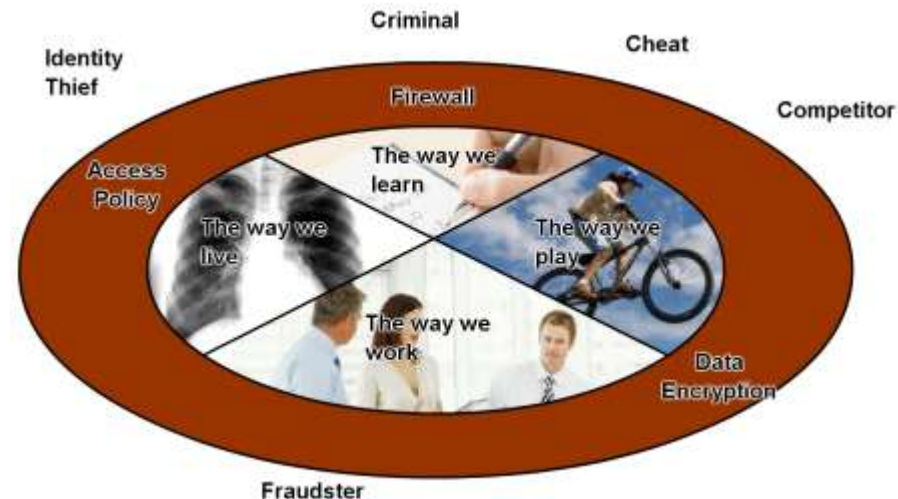 Criminal
Cheat
Identity
Thief
Competitor
Firewall
Access
Policy
The way we
learn
The way we
live
The way we
play
The way we
work
Data
Encryption
Fraudster